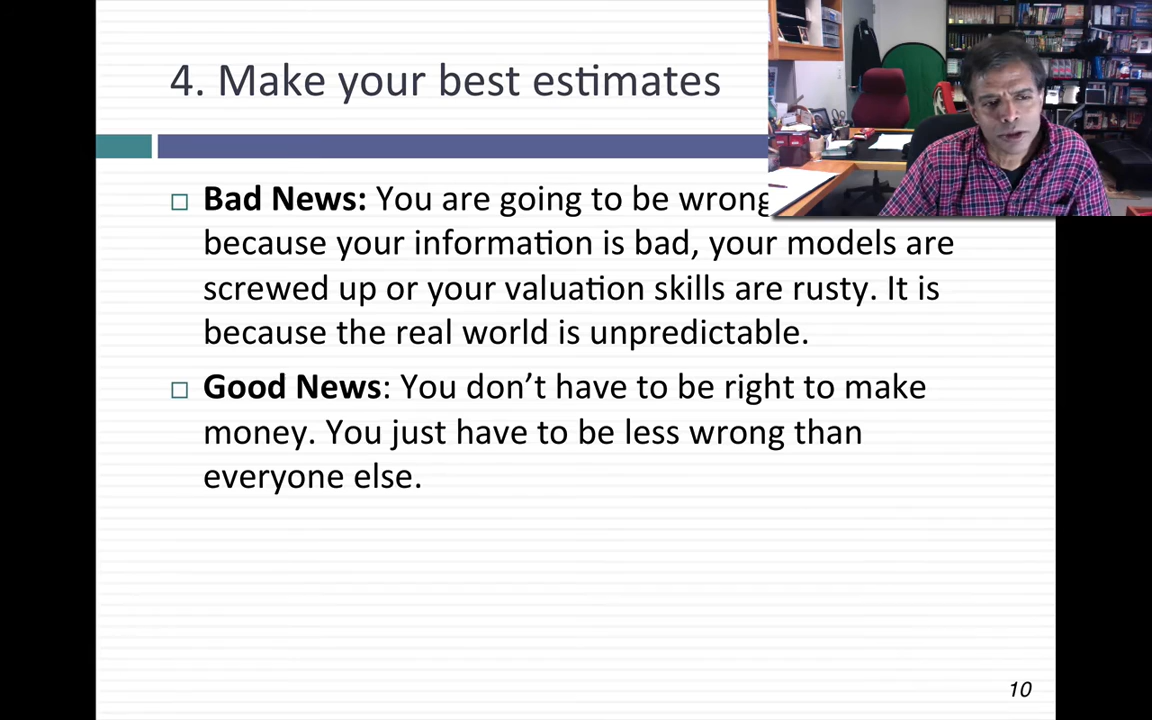 4. Make your best estimates
Bad News: You are going to be wrong
because your information is bad, your models are
screwed up or your valuation skills are rusty. It is
because the real world is unpredictable.
Good News: You don’t have to be right to make
money. You just have to be less wrong than
everyone else.
10